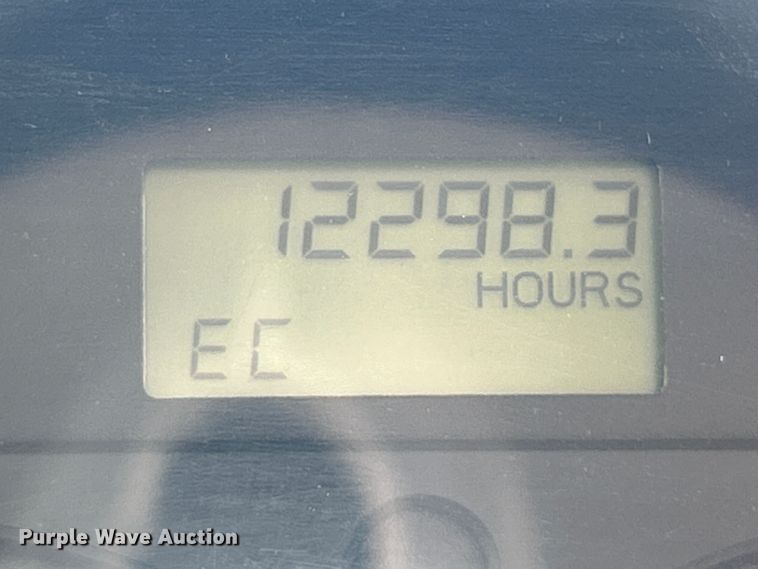 12298.3
HOURS
EC
Purple Wave Auction